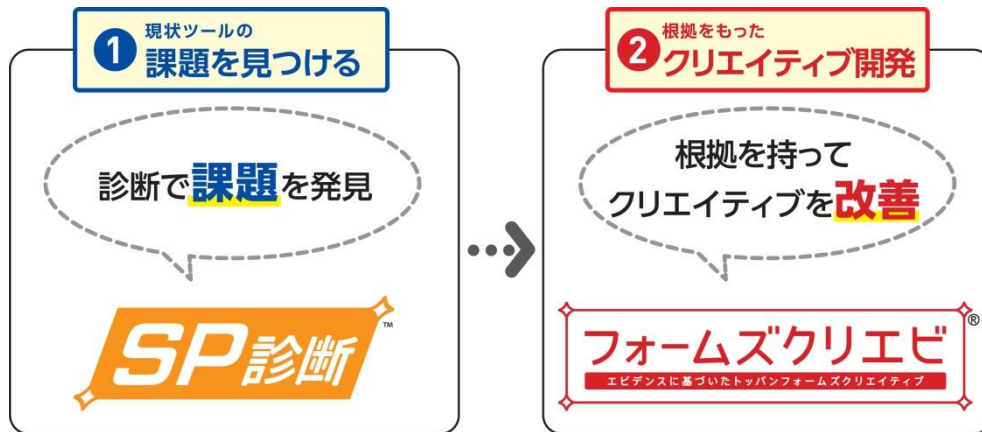 1 現状ツールの
課題を見つける
診断で課題を発見
SP診断™
2 根拠をもった
クリエイティブ開発
根拠を持って
クリエイティブを改善
フォームズクリエビ®
エビデンスに基づいたトッパンフォームズクリエイティブ